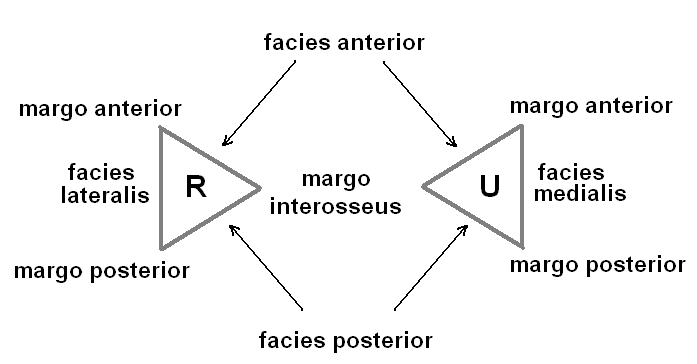 facies anterior
margo anterior
margo anterior
facies
lateralis
R
margo
interosseus
U
facies
medialis
margo posterior
margo posterior
facies posterior